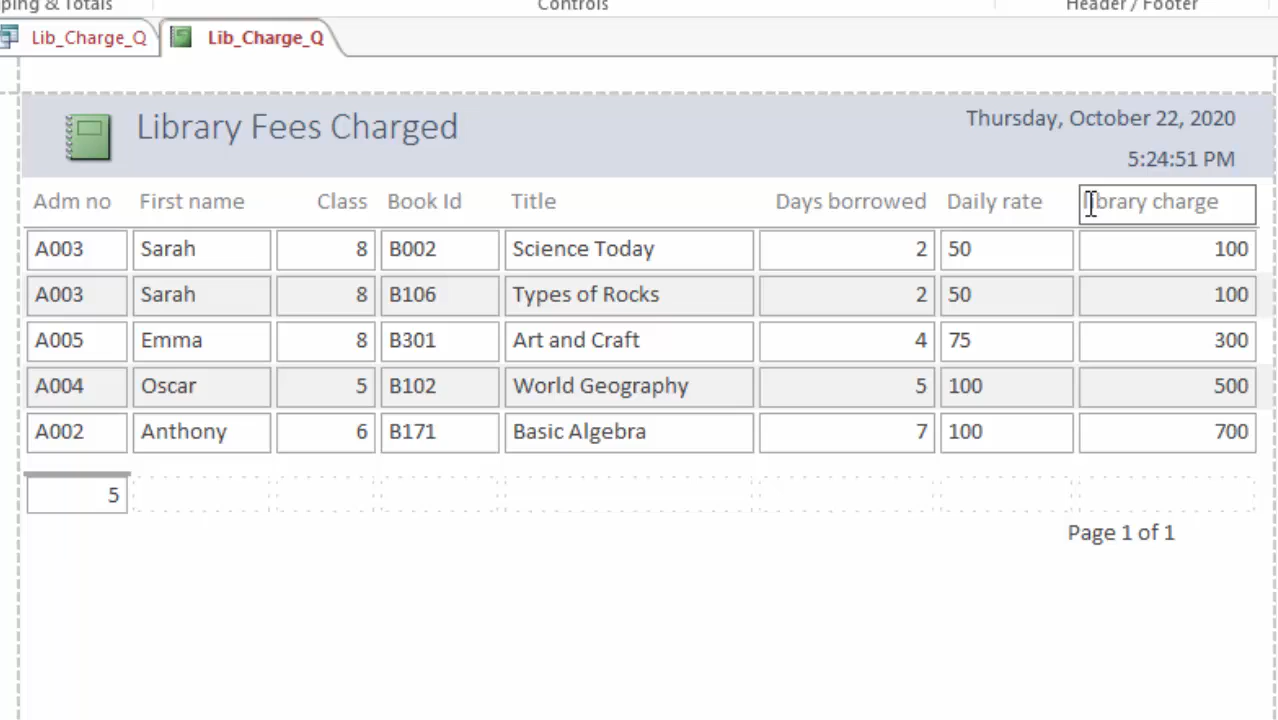 ping & Totals Controls Header / Footer
Lib_Charge_Q Lib_Charge_Q
Library Fees Charged
Thursday, October 22, 2020
5:24:51 PM
Adm no First name Class Book Id Title Days borrowed Daily rate library charge
A003 Sarah 8 B002 Science Today 2 50 100
A003 Sarah 8 B106 Types of Rocks 2 50 100
A005 Emma 8 B301 Art and Craft 4 75 300
A004 Oscar 5 B102 World Geography 5 100 500
A002 Anthony 6 B171 Basic Algebra 7 100 700
5
Page 1 of 1